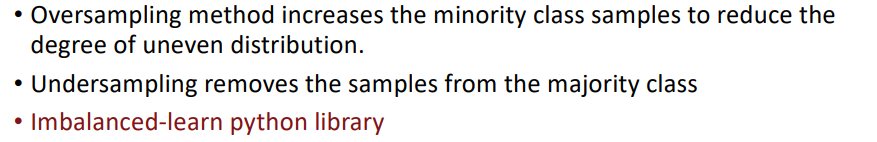 • Oversampling method increases the minority class samples to reduce the
degree of uneven distribution.
• Undersampling removes the samples from the majority class
• Imbalanced-learn python library